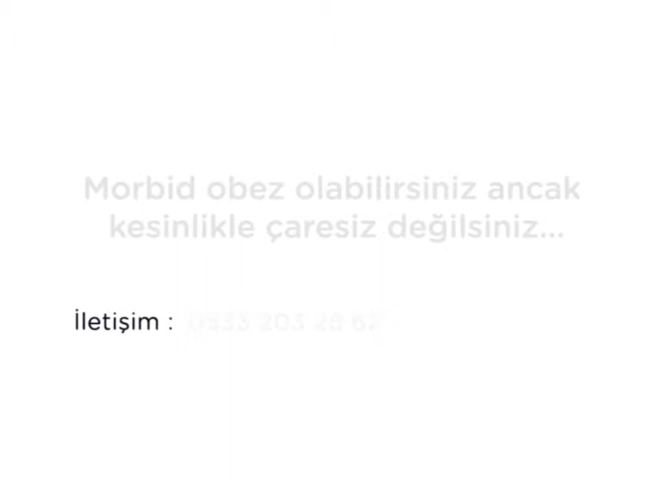 Morbid obez olabilirsiniz ancak
kesinlikle çaresiz değilsiniz...
İletişim :